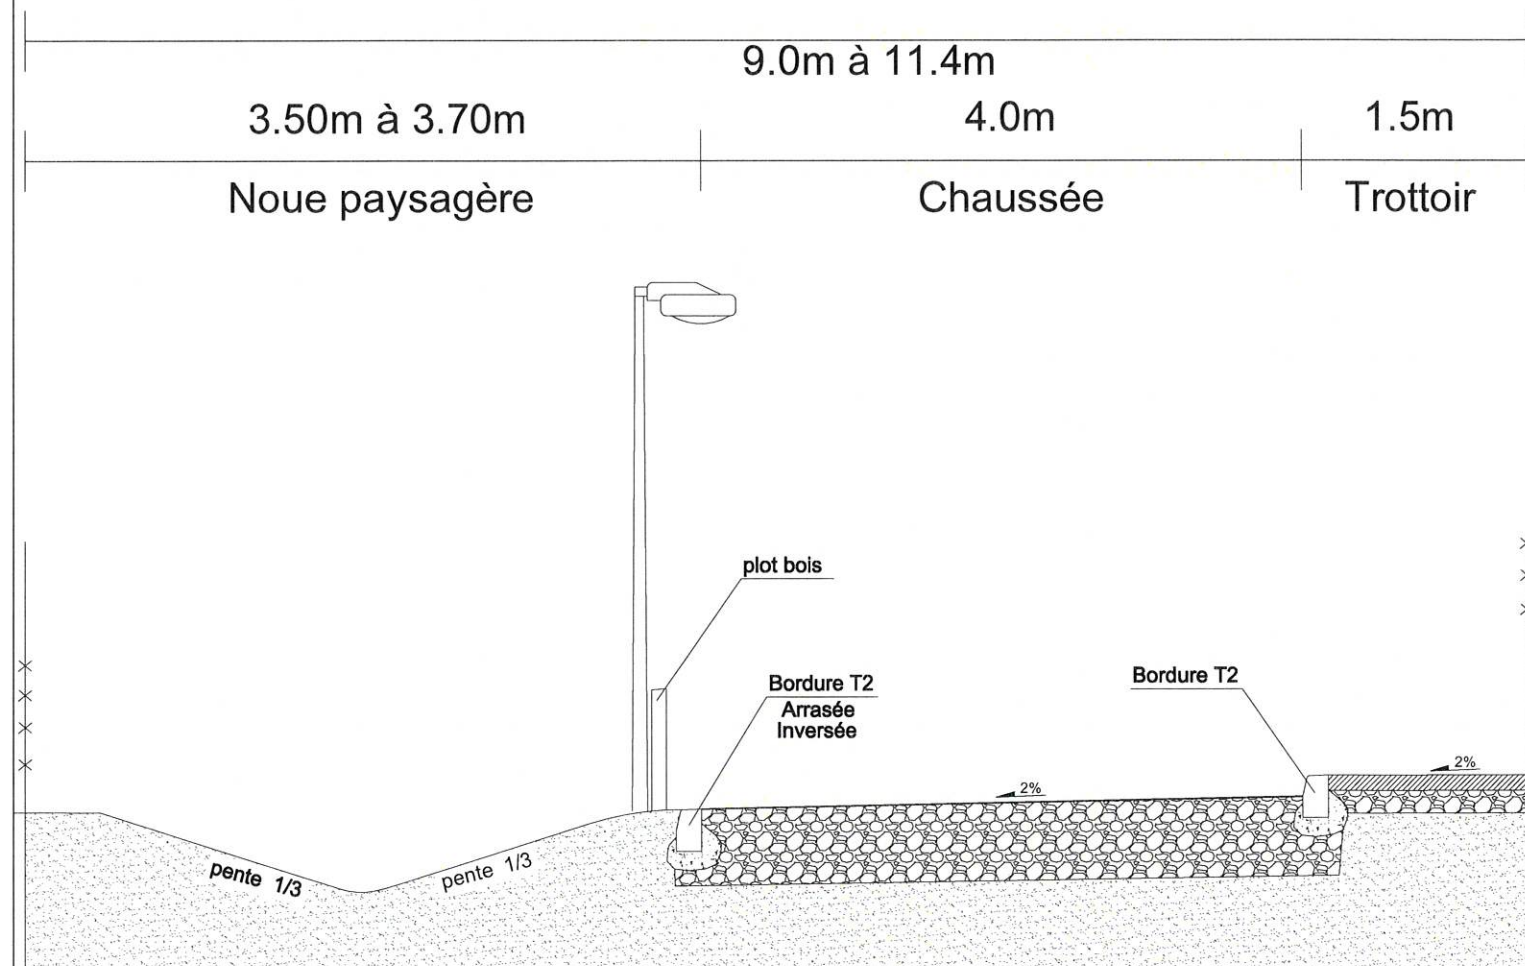 9.0m à 11.4m
3.50m à 3.70m
4.0m
1.5m
Noue paysagère
Chaussée
Trottoir
plot bois
Bordure T2
Arrasée
Inversée
Bordure T2
2%
2%
pente 1/3
pente 1/3